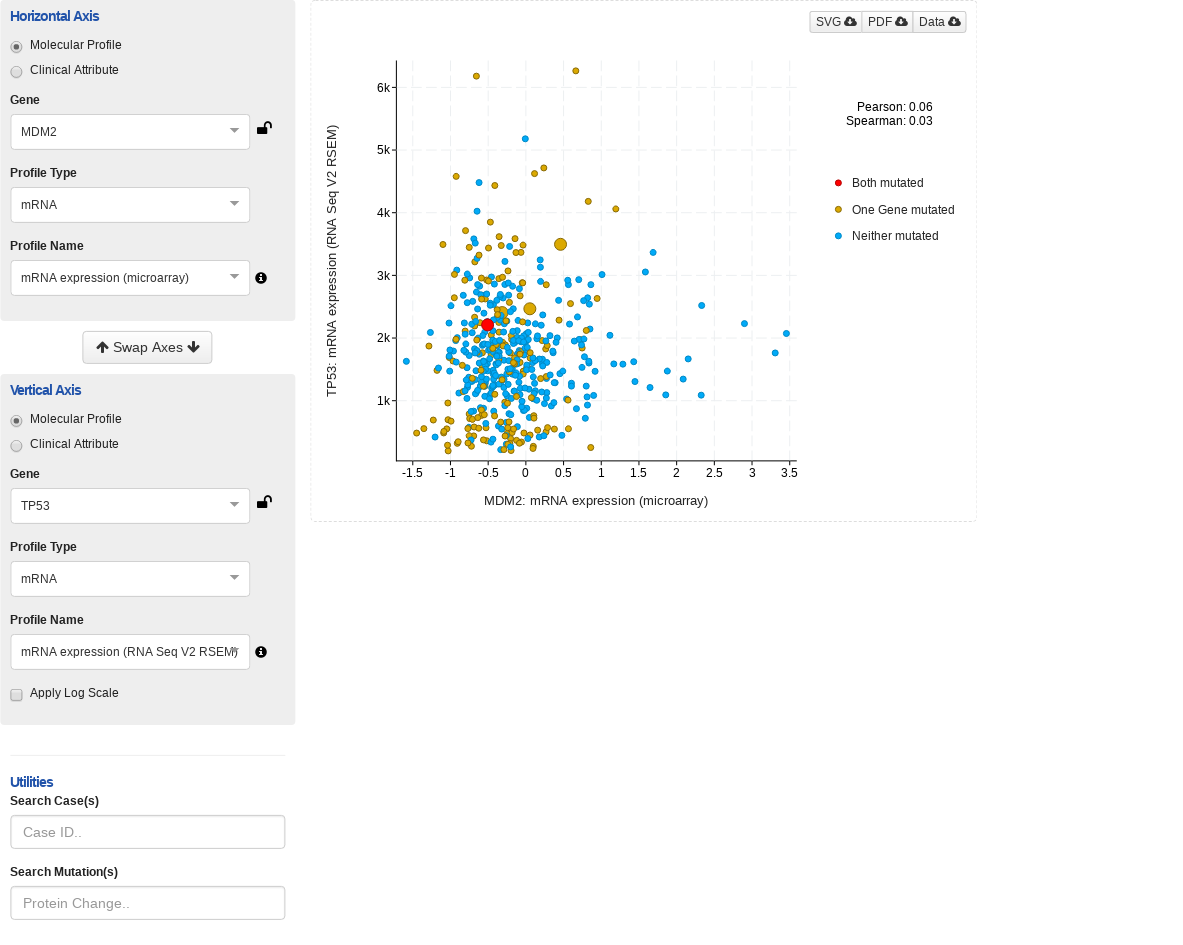 Horizontal Axis
Molecular Profile
Clinical Attribute
Gene
MDM2
Profile Type
mRNA
Profile Name
mRNA expression (microarray)
Swap Axes
Vertical Axis
Molecular Profile
Clinical Attribute
Gene
TP53
Profile Type
mRNA
Profile Name
mRNA expression (RNA Seq V2 RSEM)
Apply Log Scale
Utilities
Search Case(s)
Case ID..
Search Mutation(s)
Protein Change..
SVG PDF Data
Pearson: 0.06
Spearman: 0.03
Both mutated
One Gene mutated
Neither mutated
TP53: mRNA expression (RNA Seq V2 RSEM)
6k
5k
4k
3k
2k
1k
-1.5 -1 -0.5 0 0.5 1 1.5 2 2.5 3 3.5
MDM2: mRNA expression (microarray)